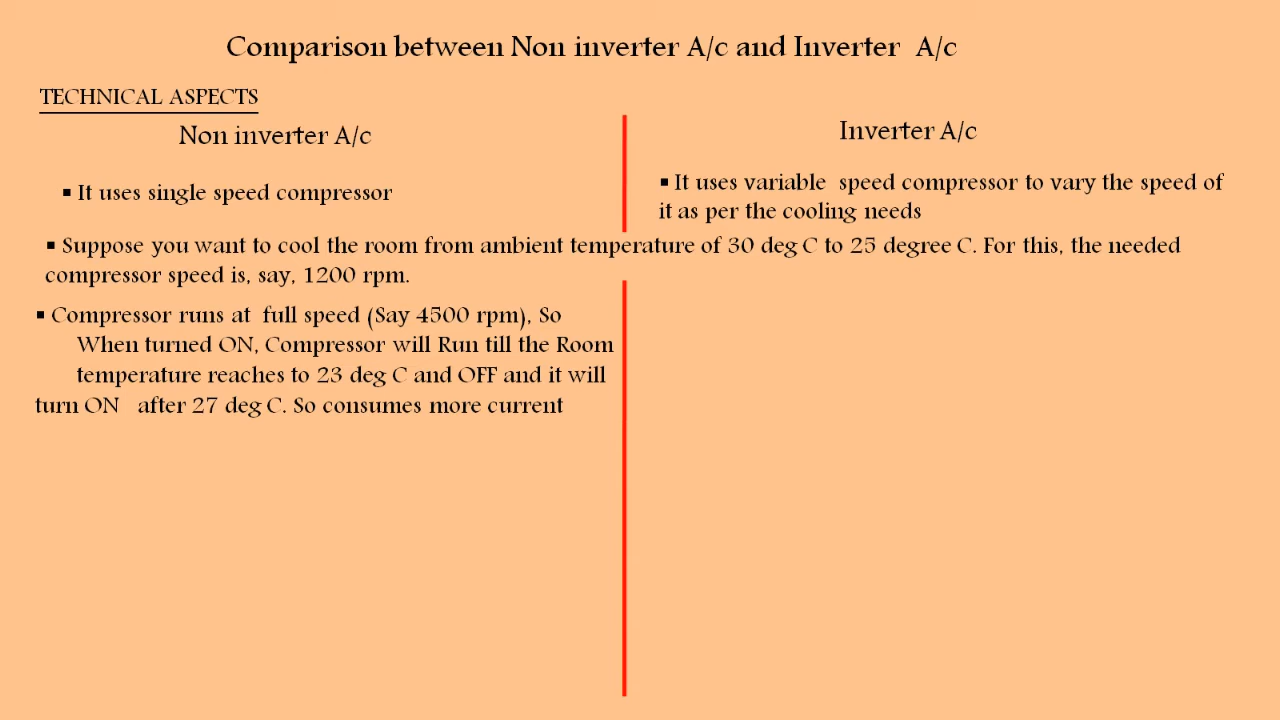 Comparison between Non inverter A/c and Inverter A/c
TECHNICAL ASPECTS
Non inverter A/c
▪ It uses single speed compressor
Inverter A/c
▪ It uses variable speed compressor to vary the speed of
it as per the cooling needs
▪ Suppose you want to cool the room from ambient temperature of 30 deg C to 25 degree C. For this, the needed
compressor speed is, say, 1200 rpm.
▪ Compressor runs at full speed (Say 4500 rpm), So
When turned ON, Compressor will Run till the Room
temperature reaches to 23 deg C and OFF and it will
turn ON after 27 deg C. So consumes more current